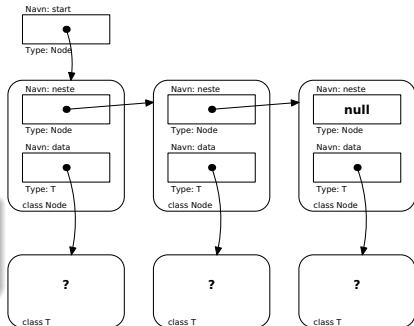 Navn: start
Type: Node
Navn: neste
Type: Node
Navn: data
Type: T
class Node
Navn: neste
Type: Node
Navn: data
Type: T
class Node
Navn: neste
null
Type: Node
Navn: data
Type: T
class Node
?
class T
?
class T
?
class T